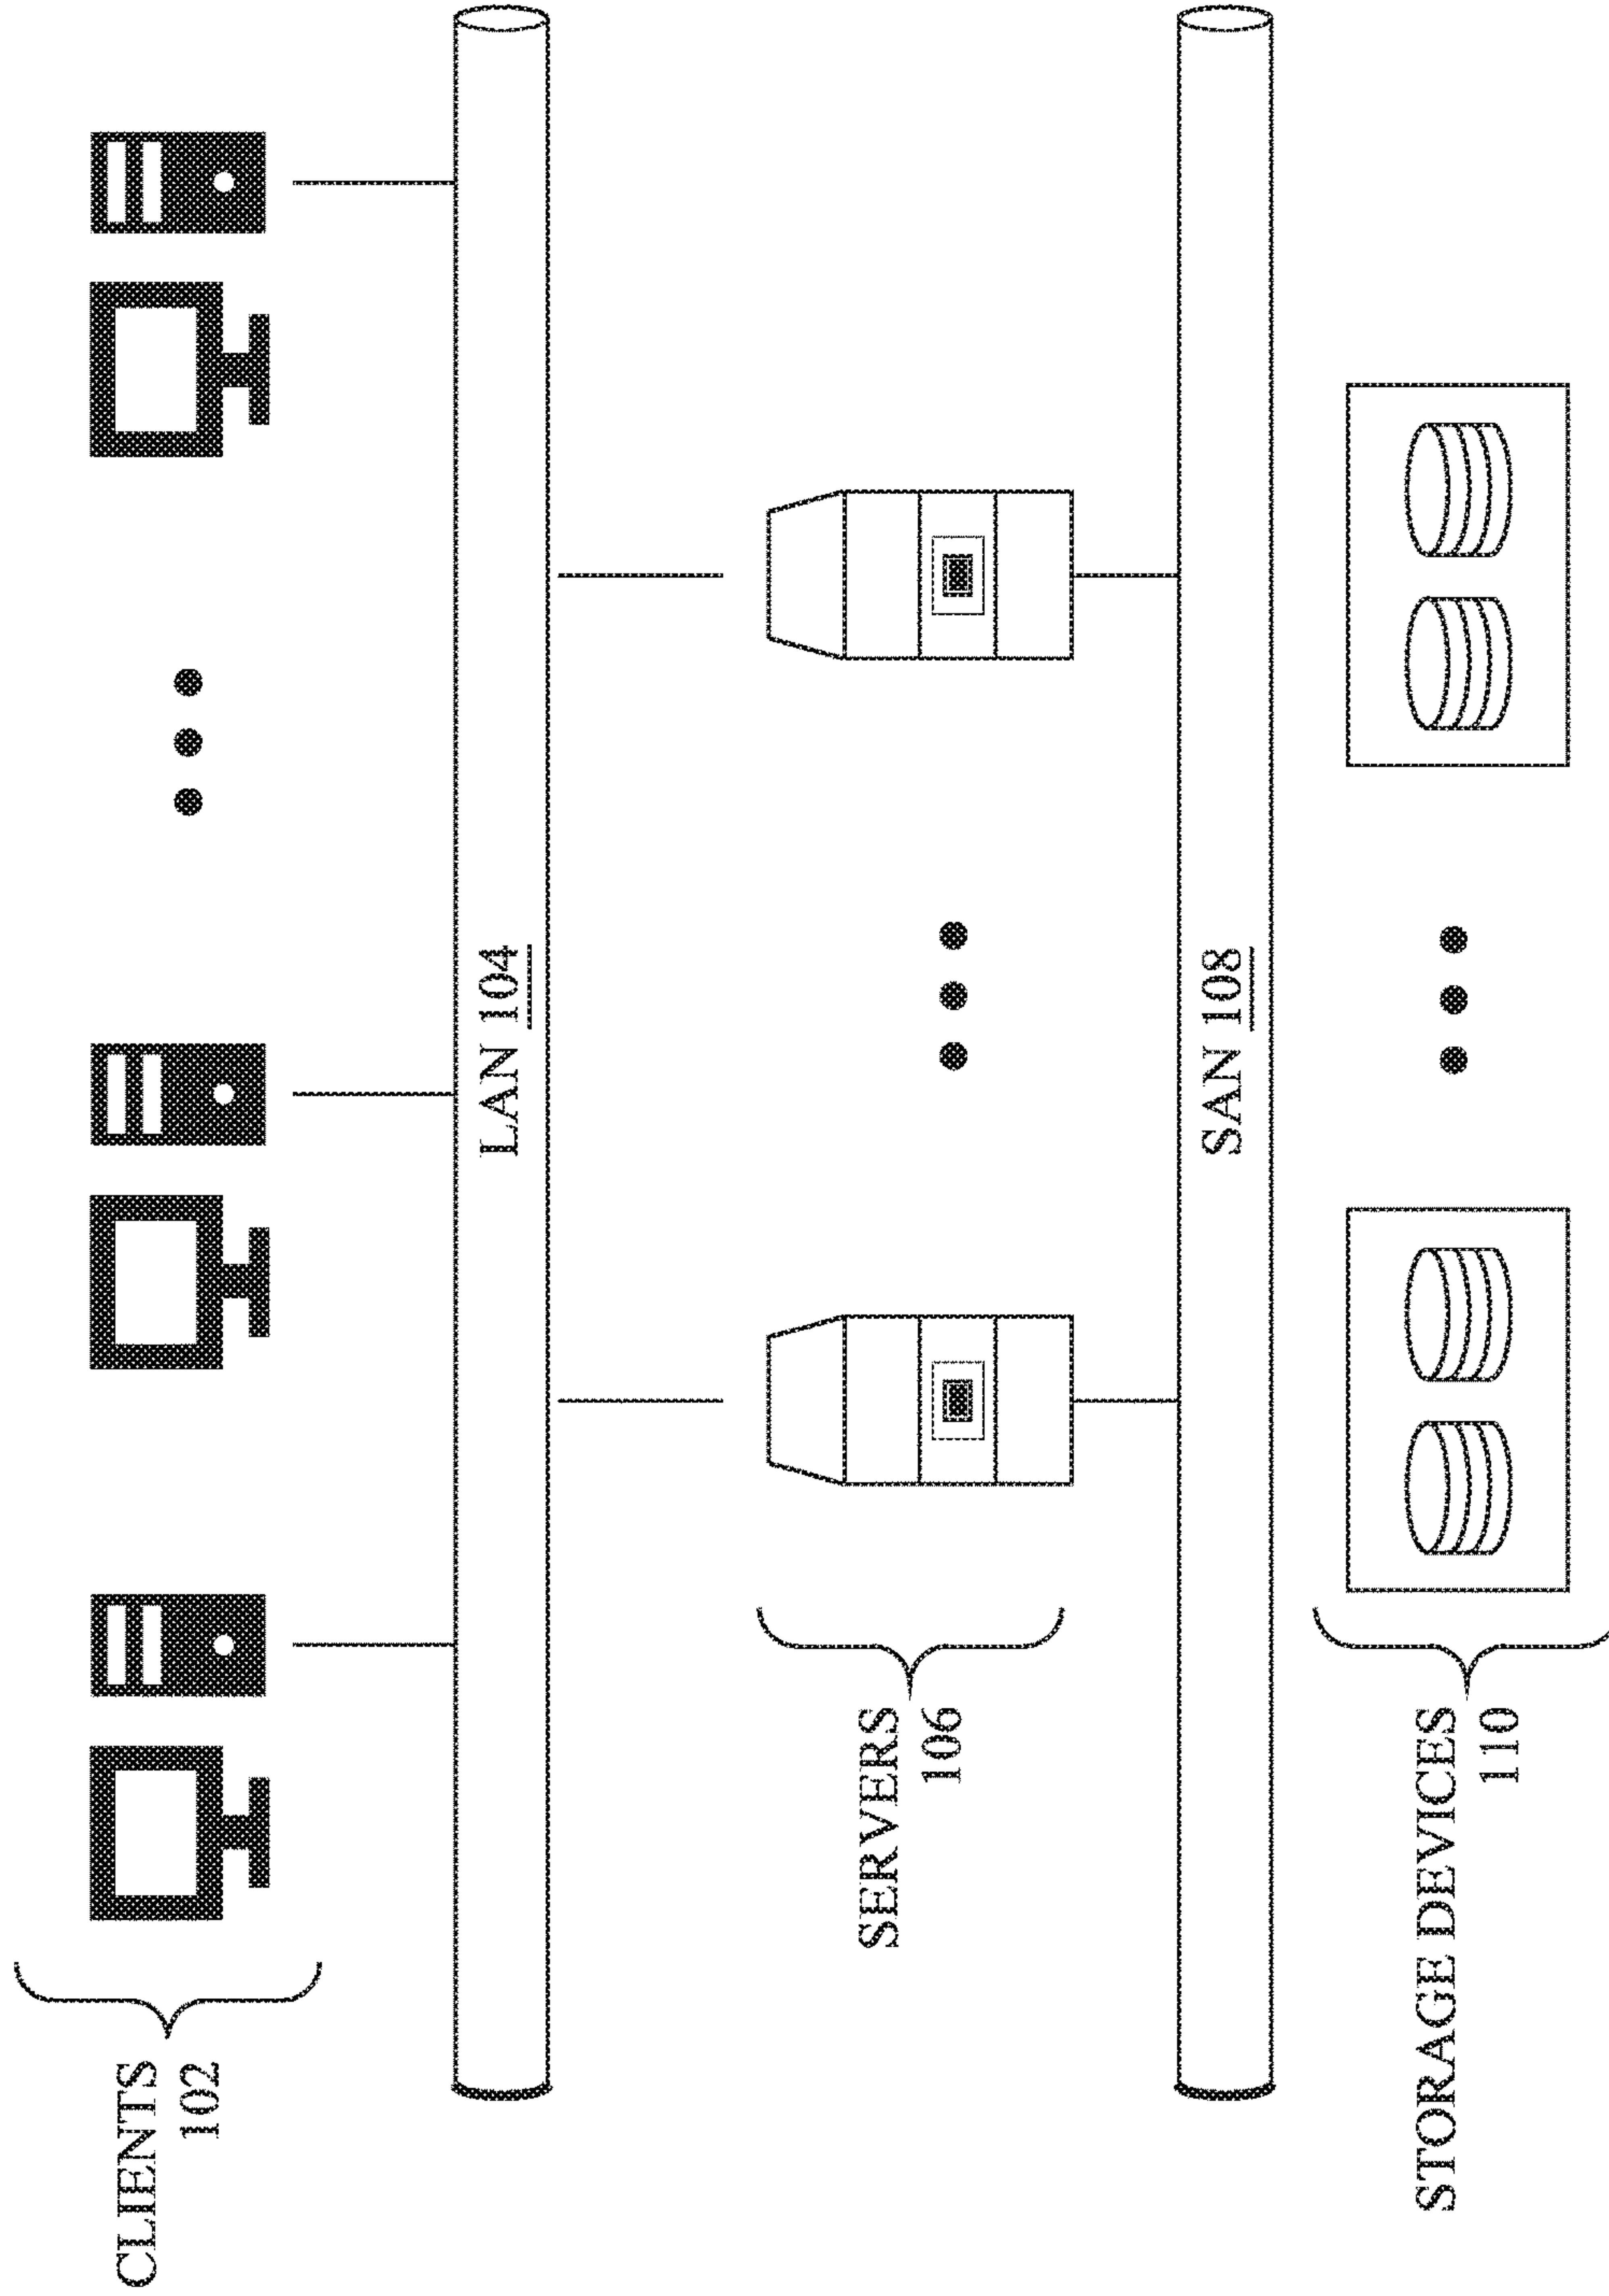 CLIENTS
102
LAN 104
SERVERS
106
SAN 108
STORAGE DEVICES
110